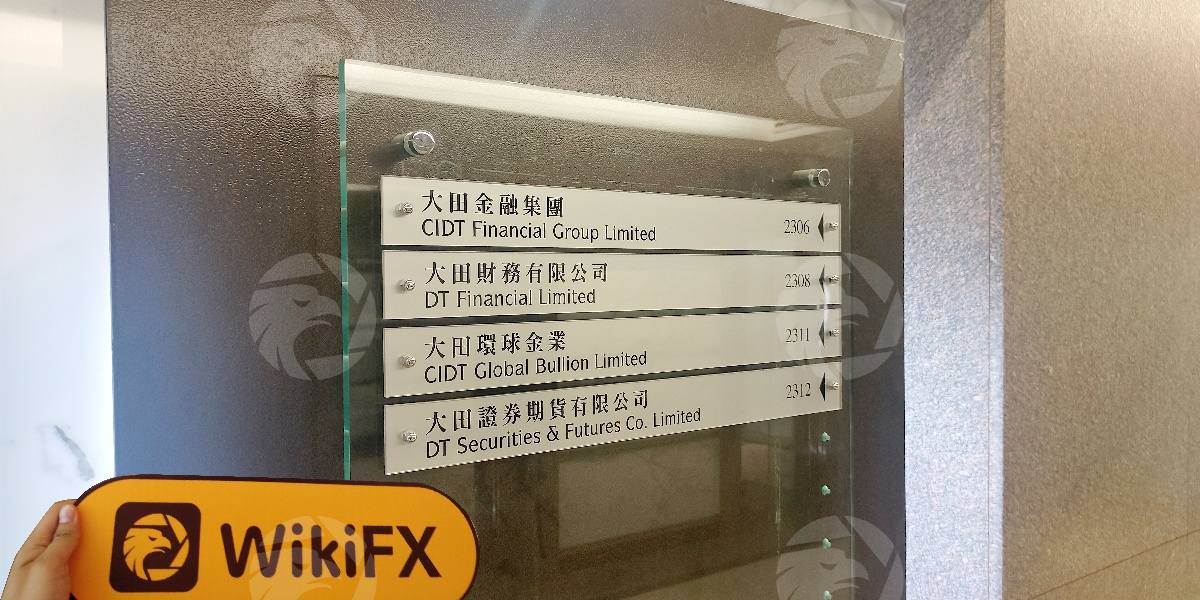 大田金融集團
CIDT Financial Group Limited
2306
大田財務有限公司
DT Financial Limited
2308
大田環球金業
CIDT Global Bullion Limited
2311
大田證券期貨有限公司
DT Securities & Futures Co. Limited
2312
WikiFX